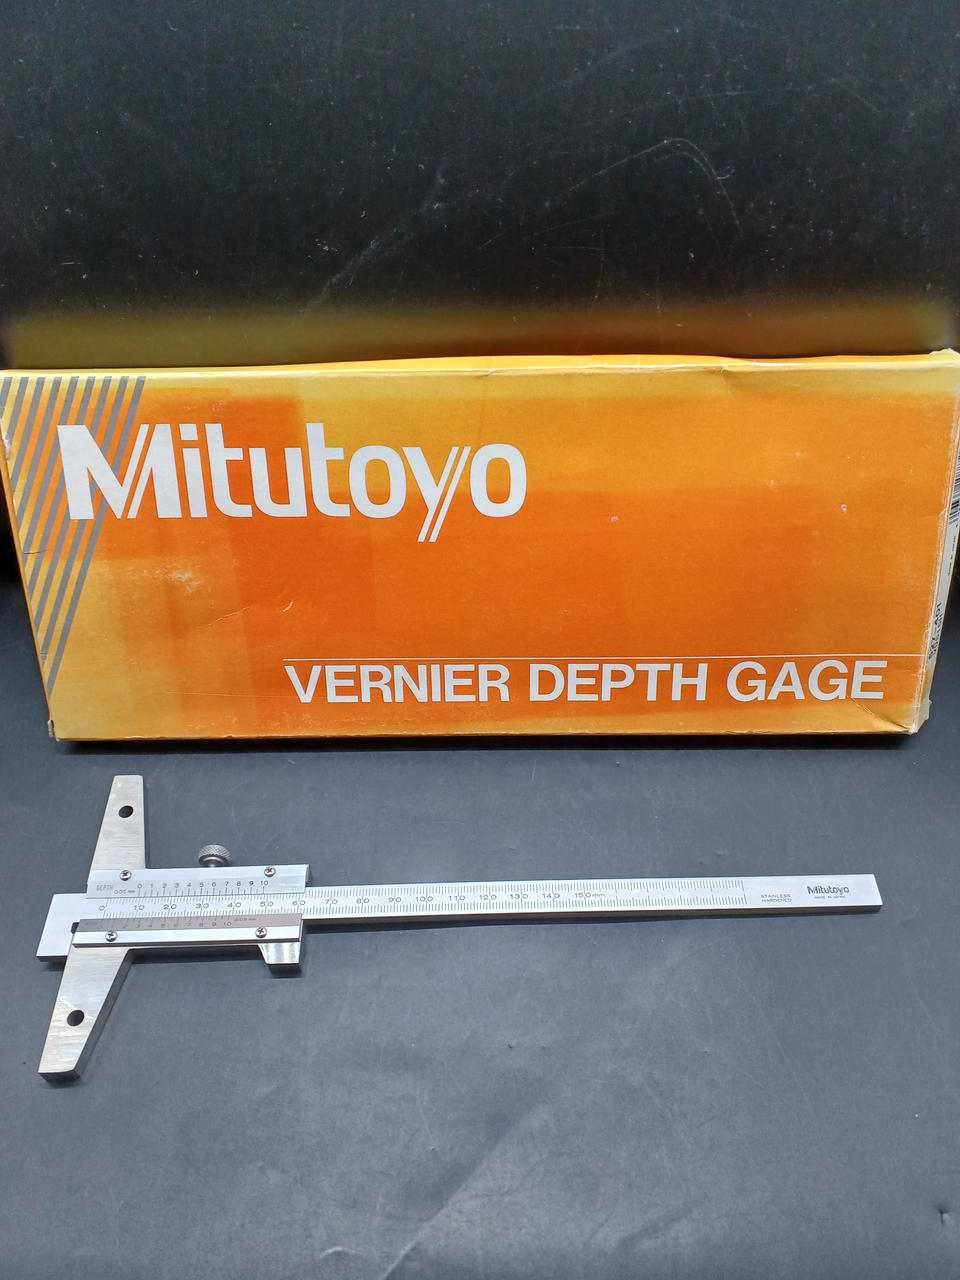 Mitutoyo
VERNIER DEPTH GAGE
DEPTH
0.05mm
0 1 2 3 4 5 6 7 8 9 10
0 10 20 30 40 50 60 70 80 90 100 110 120 130 140 150mm
STAINLESS
HARDENED
Mitutoyo
MADE IN JAPAN
0.05mm